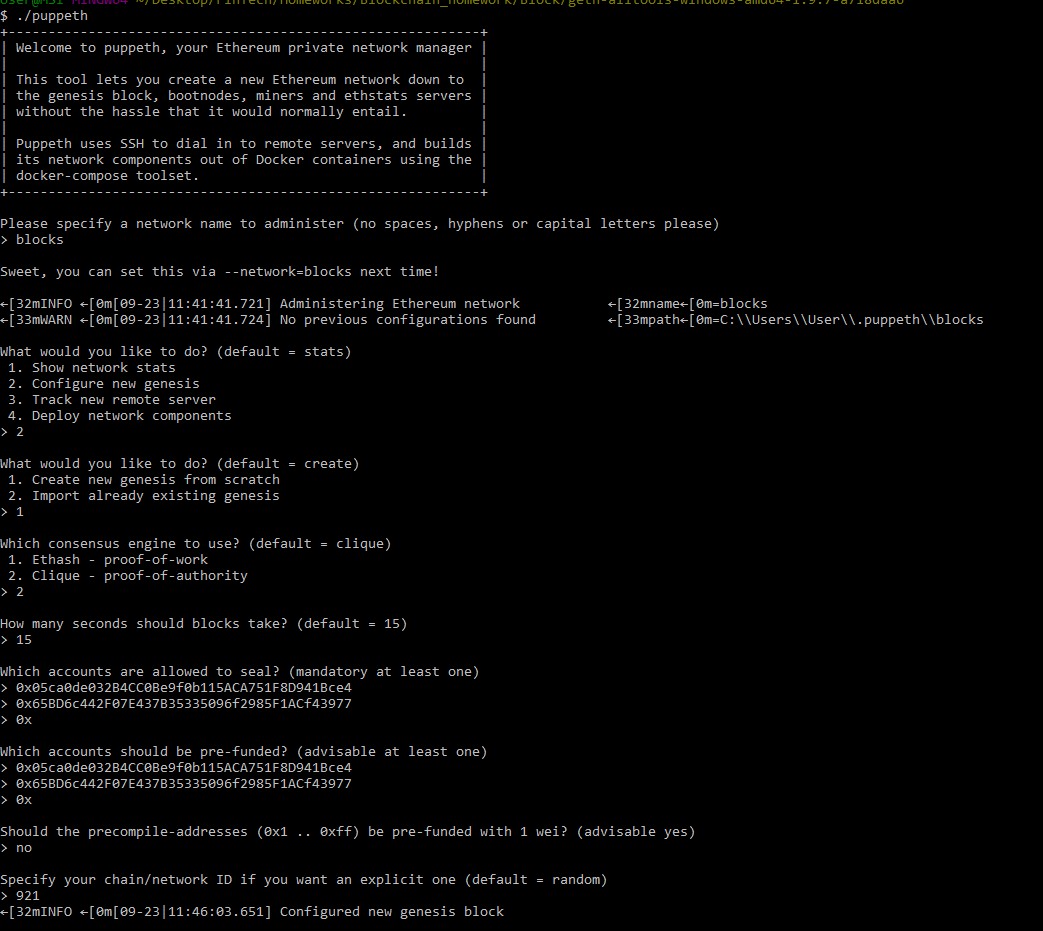 User@MSI MINGW64 ~/Desktop/FinTech/Homeworks/Blockchain_homework/Block/geth-alltools-windows-amd64-1.9.7-a718daa6
$ ./puppeth
+-----------------------------------------------------------+
| Welcome to puppeth, your Ethereum private network manager |
| |
| This tool lets you create a new Ethereum network down to |
| the genesis block, bootnodes, miners and ethstats servers |
| without the hassle that it would normally entail. |
| |
| Puppeth uses SSH to dial in to remote servers, and builds |
| its network components out of Docker containers using the |
| docker-compose toolset. |
+-----------------------------------------------------------+
Please specify a network name to administer (no spaces, hyphens or capital letters please)
> blocks
Sweet, you can set this via --network=blocks next time!
←[32mINFO ←[0m[09-23|11:41:41.721] Administering Ethereum network ←[32mname←[0m=blocks
←[33mWARN ←[0m[09-23|11:41:41.724] No previous configurations found ←[33mpath←[0m=C:\\Users\\User\\.puppeth\\blocks
What would you like to do? (default = stats)
1. Show network stats
2. Configure new genesis
3. Track new remote server
4. Deploy network components
> 2
What would you like to do? (default = create)
1. Create new genesis from scratch
2. Import already existing genesis
> 1
Which consensus engine to use? (default = clique)
1. Ethash - proof-of-work
2. Clique - proof-of-authority
> 2
How many seconds should blocks take? (default = 15)
> 15
Which accounts are allowed to seal? (mandatory at least one)
> 0x05ca0de032B4CC0Be9f0b115ACA751F8D941Bce4
> 0x65BD6c442F07E437B35335096f2985F1ACf43977
> 0x
Which accounts should be pre-funded? (advisable at least one)
> 0x05ca0de032B4CC0Be9f0b115ACA751F8D941Bce4
> 0x65BD6c442F07E437B35335096f2985F1ACf43977
> 0x
Should the precompile-addresses (0x1 .. 0xff) be pre-funded with 1 wei? (advisable yes)
> no
Specify your chain/network ID if you want an explicit one (default = random)
> 921
←[32mINFO ←[0m[09-23|11:46:03.651] Configured new genesis block